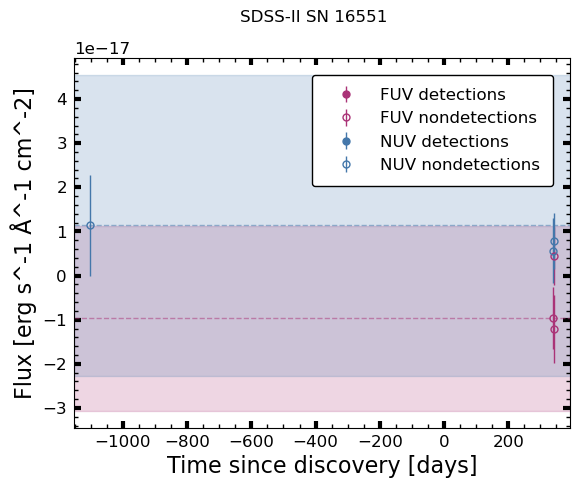 SDSS-II SN 16551
1e−17
FUV detections
FUV nondetections
NUV detections
NUV nondetections
4
3
2
1
0
−1
−2
−3
Flux [erg s^-1 Å^-1 cm^-2]
−1000 −800 −600 −400 −200 0 200
Time since discovery [days]